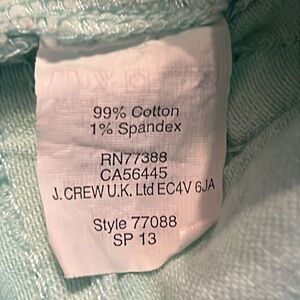 99% Cotton
1% Spandex
RN77388
CA56445
J. CREW U.K. Ltd EC4V 6JA
Style 77088
SP 13